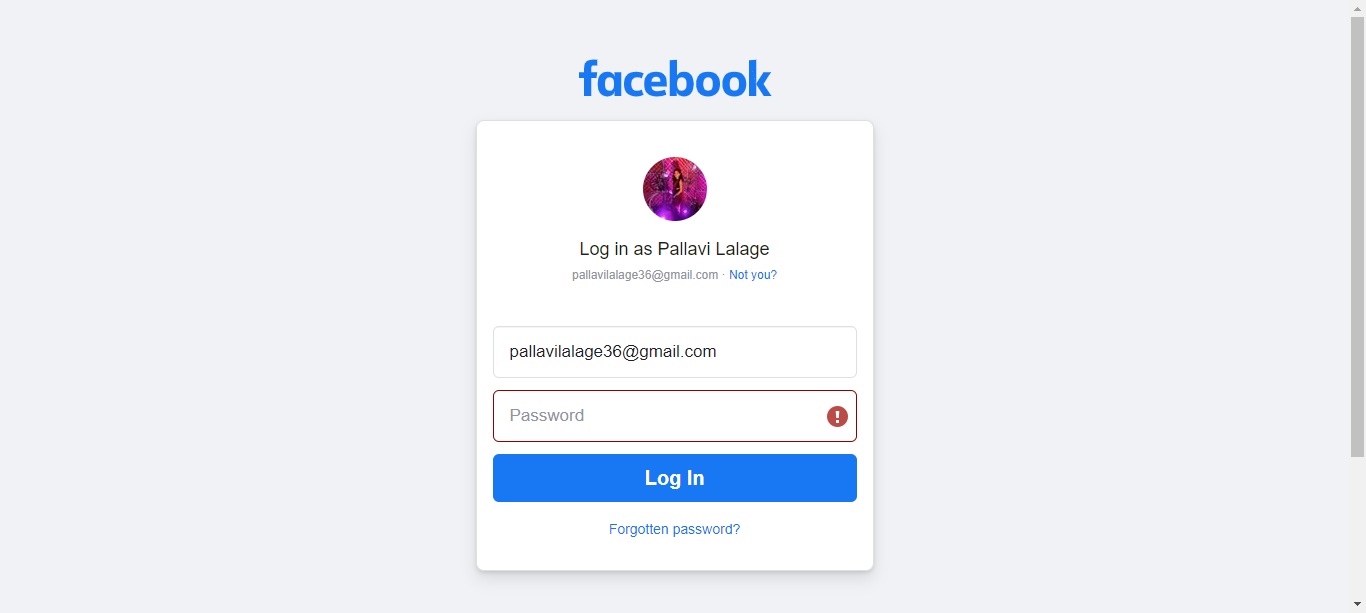 facebook
Log in as Pallavi Lalage
pallavilalage36@gmail.com · Not you?
pallavilalage36@gmail.com
Password
Log In
Forgotten password?